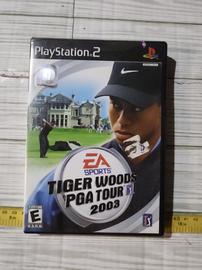 PlayStation 2
EA
SPORTS
TIGER WOODS
PGA TOUR
2003
E